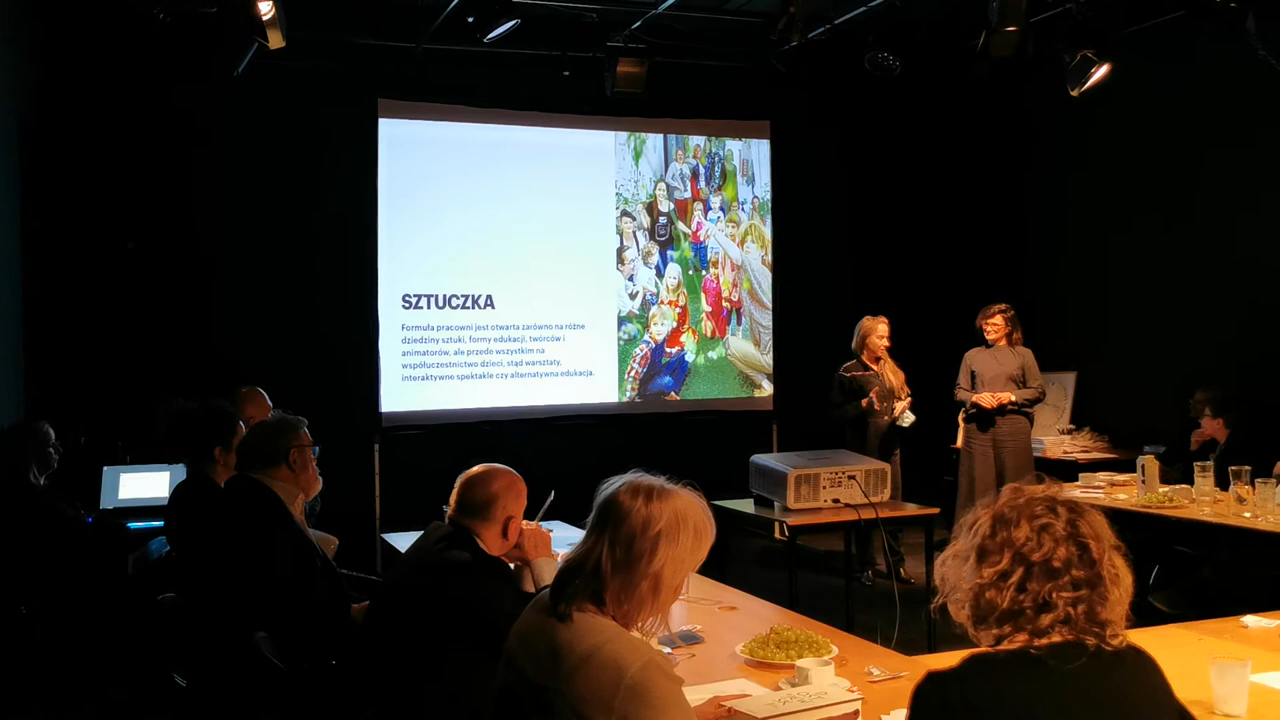 SZTUCZKA
Formuła pracowni jest otwarta zarówno na różne
dziedziny sztuki, formy edukacji, twórców i
animatorów, ale przede wszystkim na
współuczestnictwo dzieci, stąd warsztaty,
interaktywne spektakle czy alternatywna edukacja.